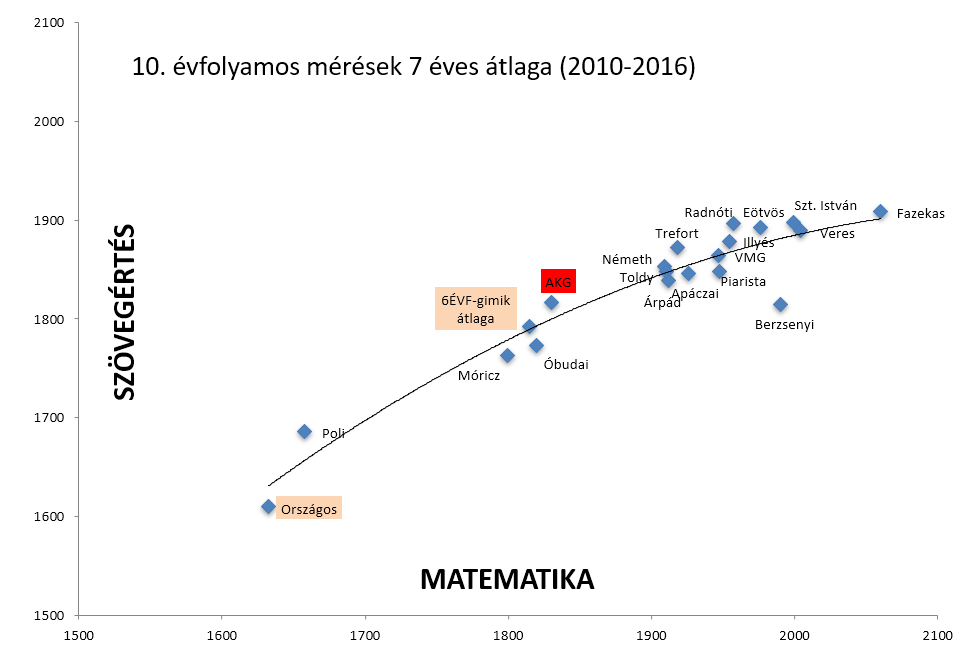 2100
10. évfolyamos mérések 7 éves átlaga (2010-2016)
2000
1900
Radnóti
Eötvös
Szt. István
Fazekas
Trefort
Illyés
Veres
Németh
VMG
Toldy
Apáczai
Piarista
Árpád
AKG
6ÉVF-gimik
átlaga
1800
Berzsenyi
Móricz
Óbudai
SZÖVEGÉRTÉS
1700
Poli
1600
Országos
MATEMATIKA
1500
1500 1600 1700 1800 1900 2000 2100